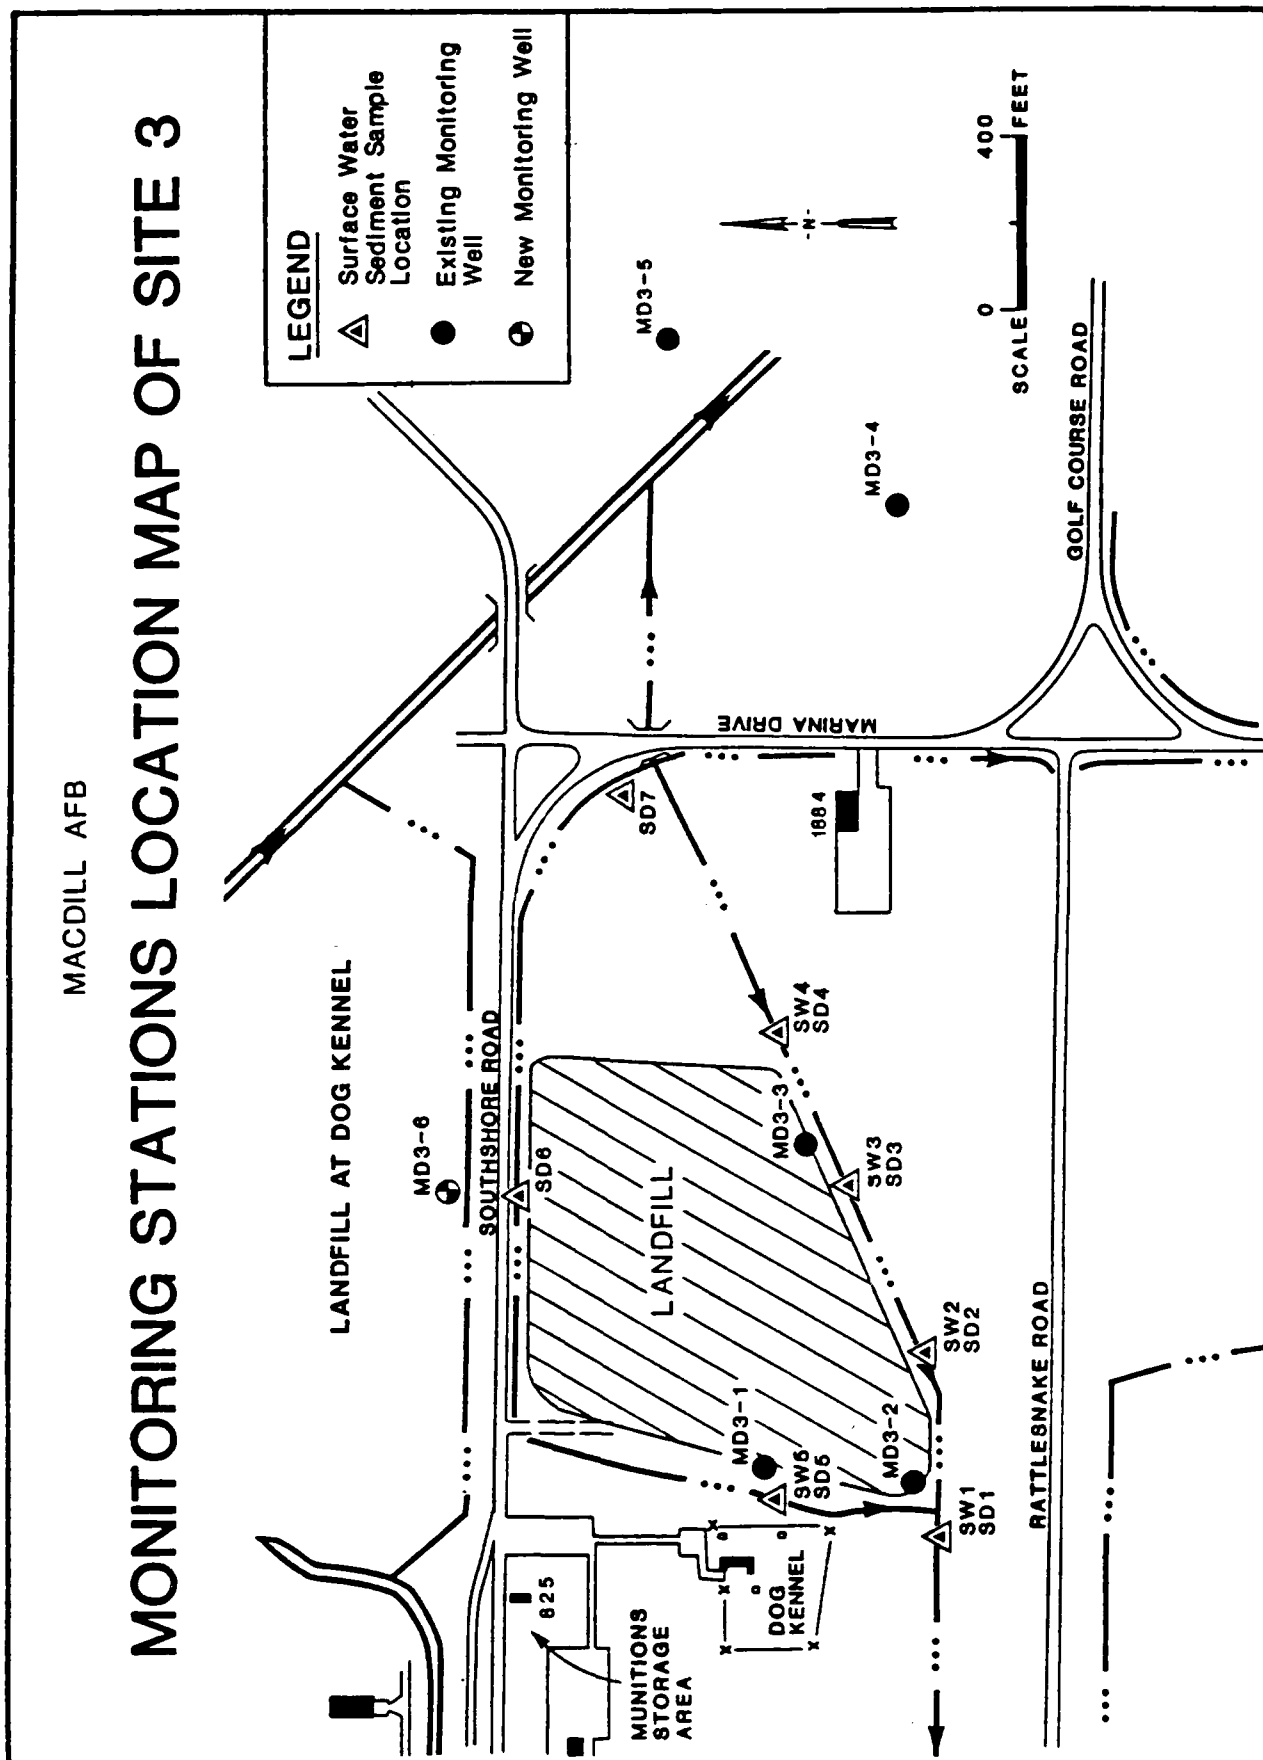 MACDILL AFB
MONITORING STATIONS LOCATION MAP OF SITE 3
LANDFILL AT DOG KENNEL
LEGEND
Surface Water
Sediment Sample
Location
Existing Monitoring
Well
New Monitoring Well
MD3-6
SOUTHSHORE ROAD
SD6
825
MUNITIONS
STORAGE
AREA
DOG
KENNEL
MD3-1
SW5
SD5
MD3-2
SW1
SD1
LANDFILL
MD3-3
SW2
SD2
SW3
SD3
SW4
SD4
SD7
1884
MARINA DRIVE
MD3-5
MD3-4
-N-
0 400
SCALE FEET
GOLF COURSE ROAD
RATTLESNAKE ROAD